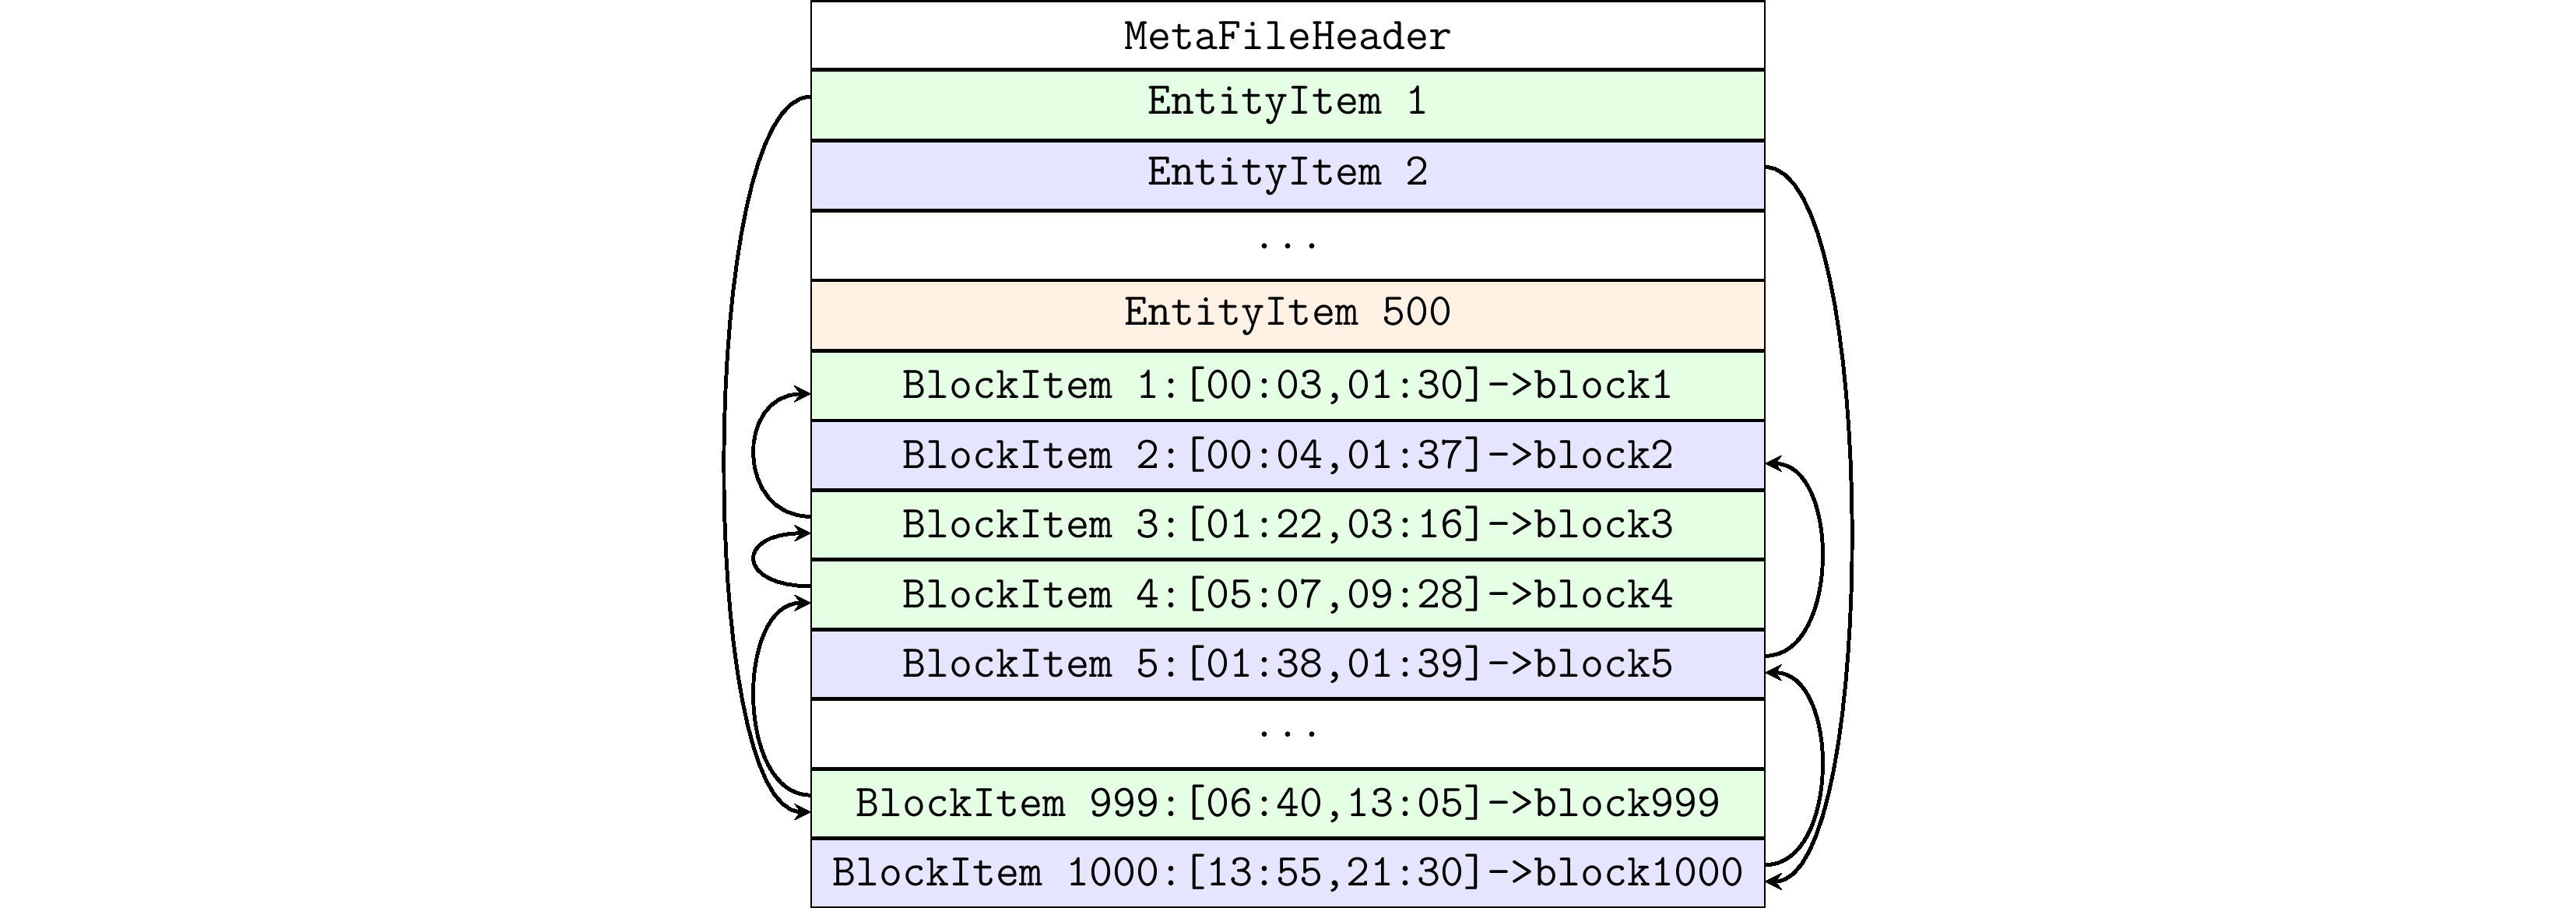 MetaFileHeader
EntityItem 1
EntityItem 2
...
EntityItem 500
BlockItem 1:[00:03,01:30]->block1
BlockItem 2:[00:04,01:37]->block2
BlockItem 3:[01:22,03:16]->block3
BlockItem 4:[05:07,09:28]->block4
BlockItem 5:[01:38,01:39]->block5
...
BlockItem 999:[06:40,13:05]->block999
BlockItem 1000:[13:55,21:30]->block1000